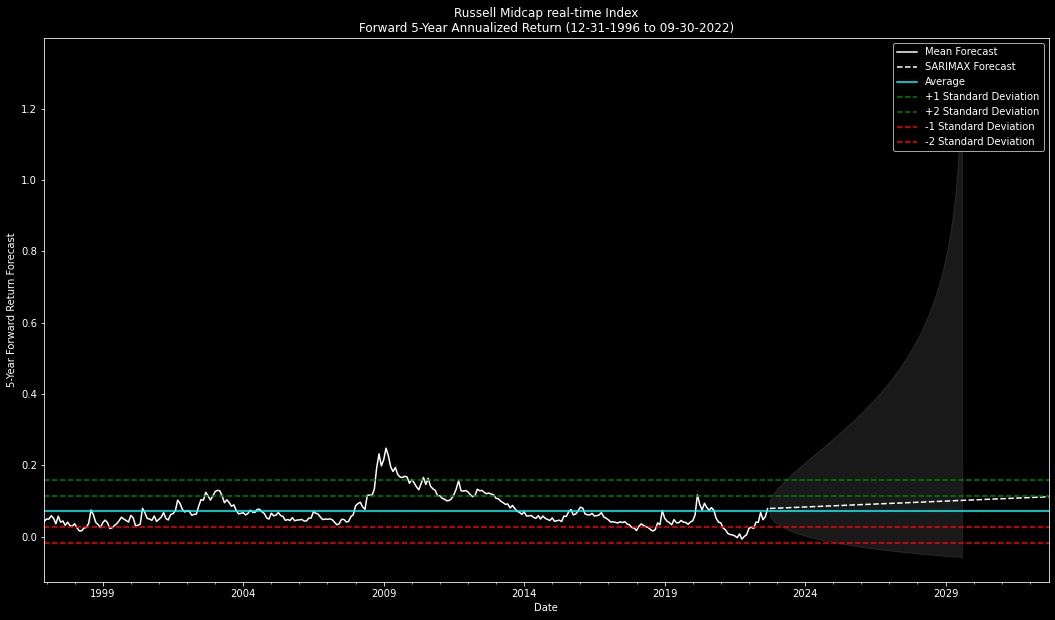 Russell Midcap real-time Index
Forward 5-Year Annualized Return (12-31-1996 to 09-30-2022)
Mean Forecast
SARIMAX Forecast
Average
+1 Standard Deviation
+2 Standard Deviation
-1 Standard Deviation
-2 Standard Deviation
5-Year Forward Return Forecast
1.2
1.0
0.8
0.6
0.4
0.2
0.0
1999
2004
2009
2014
2019
2024
2029
Date